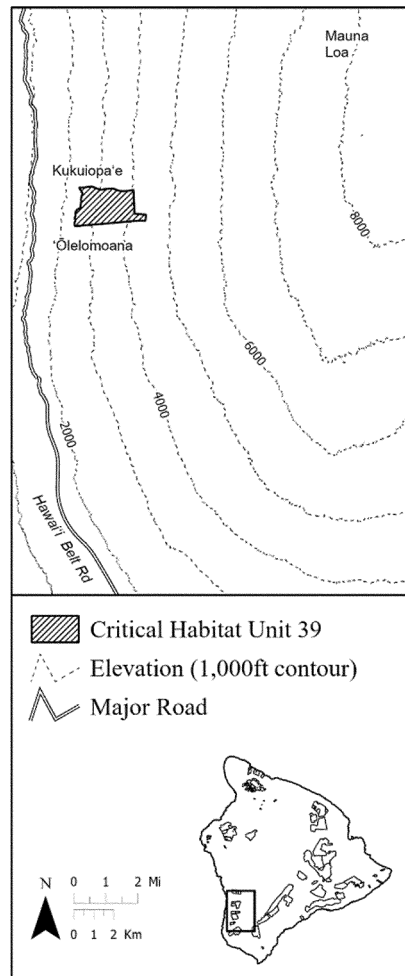 Mauna
Loa
Kukuiopa‘e
‘Ōlelomoana
8000
6000
4000
2000
Hawai‘i Belt Rd
Critical Habitat Unit 39
Elevation (1,000ft contour)
Major Road
N
0 1 2 Mi
0 1 2 Km